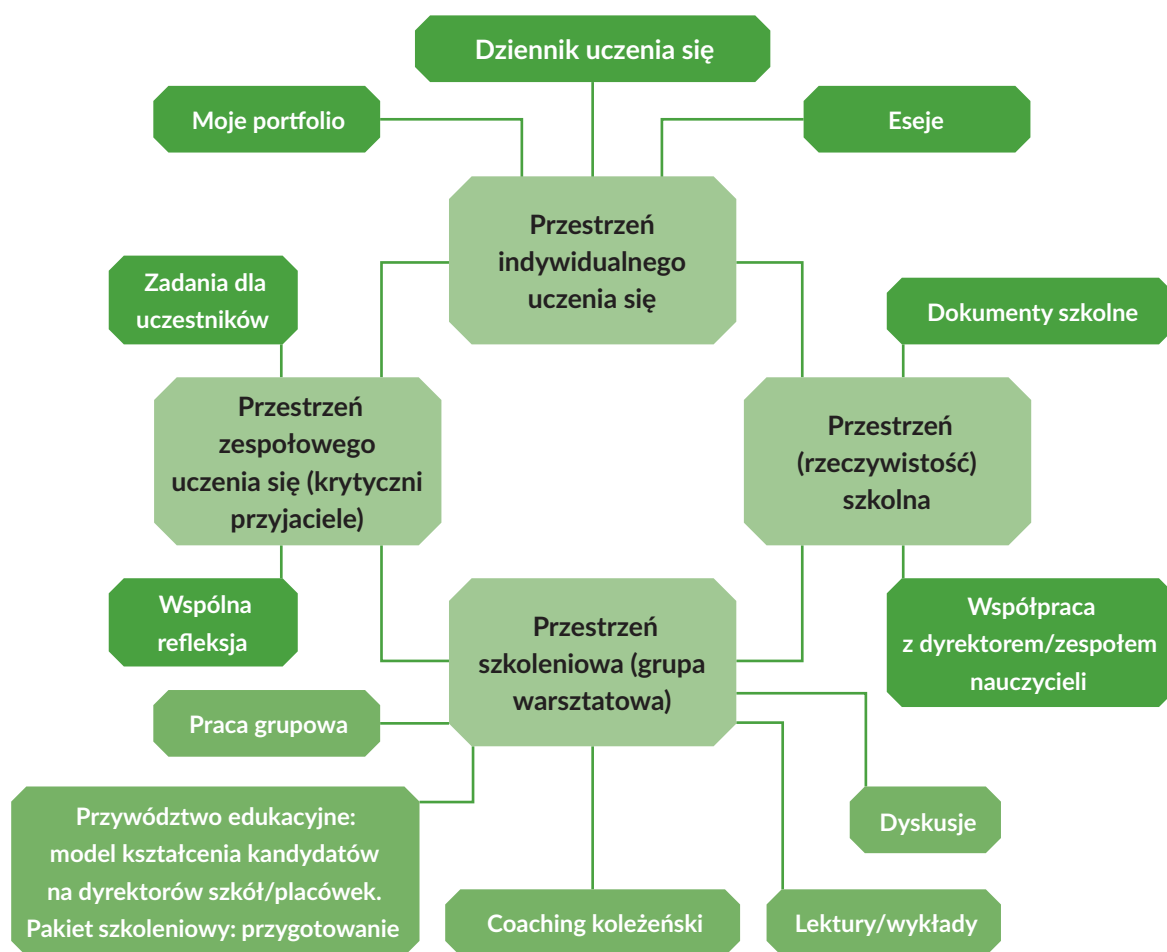 Dziennik uczenia się
Moje portfolio
Eseje
Przestrzeń
indywidualnego
uczenia się
Zadania dla
uczestników
Dokumenty szkolne
Przestrzeń
zespołowego
uczenia się (krytyczni
przyjaciele)
Przestrzeń
(rzeczywistość)
szkolna
Wspólna
refleksja
Przestrzeń
szkoleniowa (grupa
warsztatowa)
Współpraca
z dyrektorem/zespołem
nauczycieli
Praca grupowa
Przywództwo edukacyjne:
model kształcenia kandydatów
na dyrektorów szkół/placówek.
Pakiet szkoleniowy: przygotowanie
Dyskusje
Coaching koleżeński
Lektury/wykłady